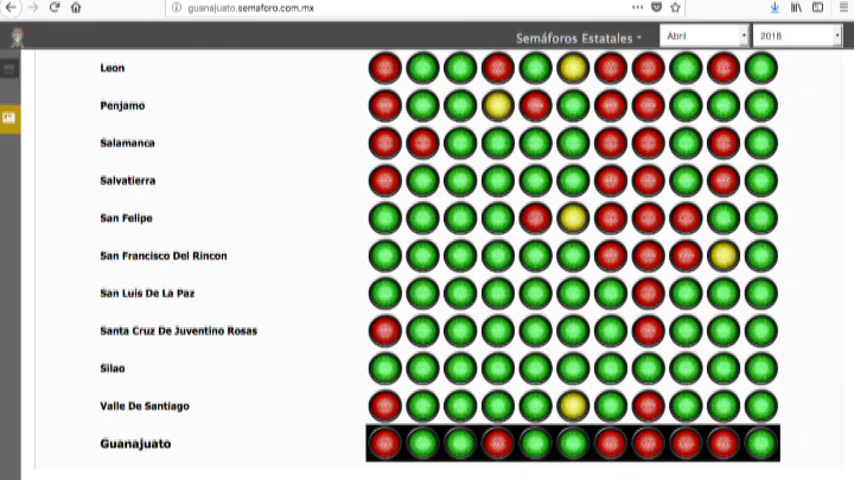 guanajuato.semaforo.com.mx
Semáforos Estatales
Abril
2018
Leon
Penjamo
Salamanca
Salvatierra
San Felipe
San Francisco Del Rincon
San Luis De La Paz
Santa Cruz De Juventino Rosas
Silao
Valle De Santiago
Guanajuato